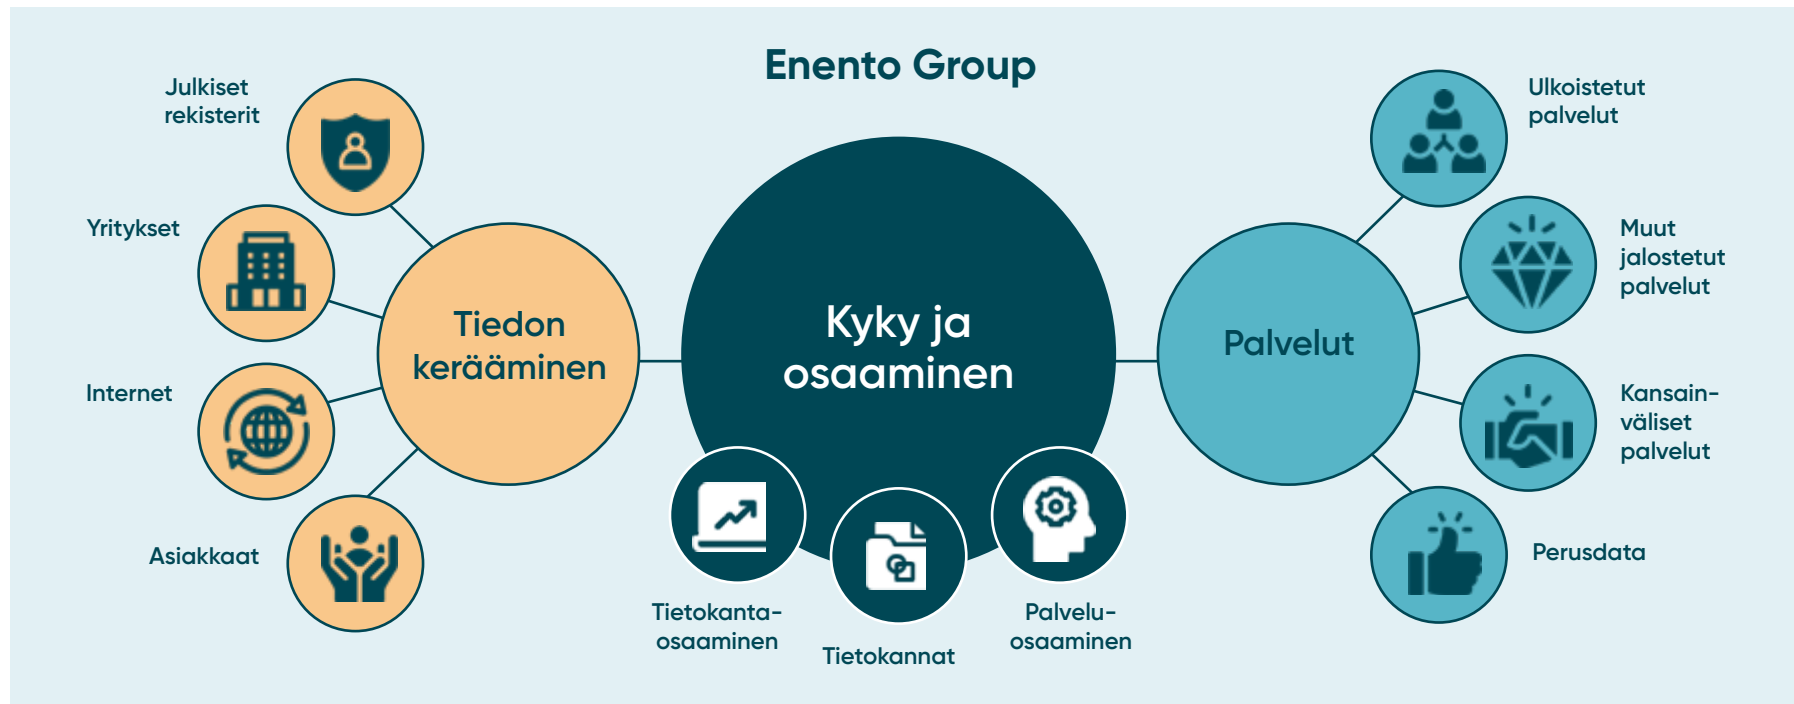 Enento Group
Julkiset
rekisterit
Yritykset
Internet
Asiakkaat
Tiedon
kerääminen
Kyky ja
osaaminen
Tietokanta-
osaaminen
Tietokannat
Palvelu-
osaaminen
Palvelut
Ulkoistetut
palvelut
Muut
jalostetut
palvelut
Kansain-
väliset
palvelut
Perusdata